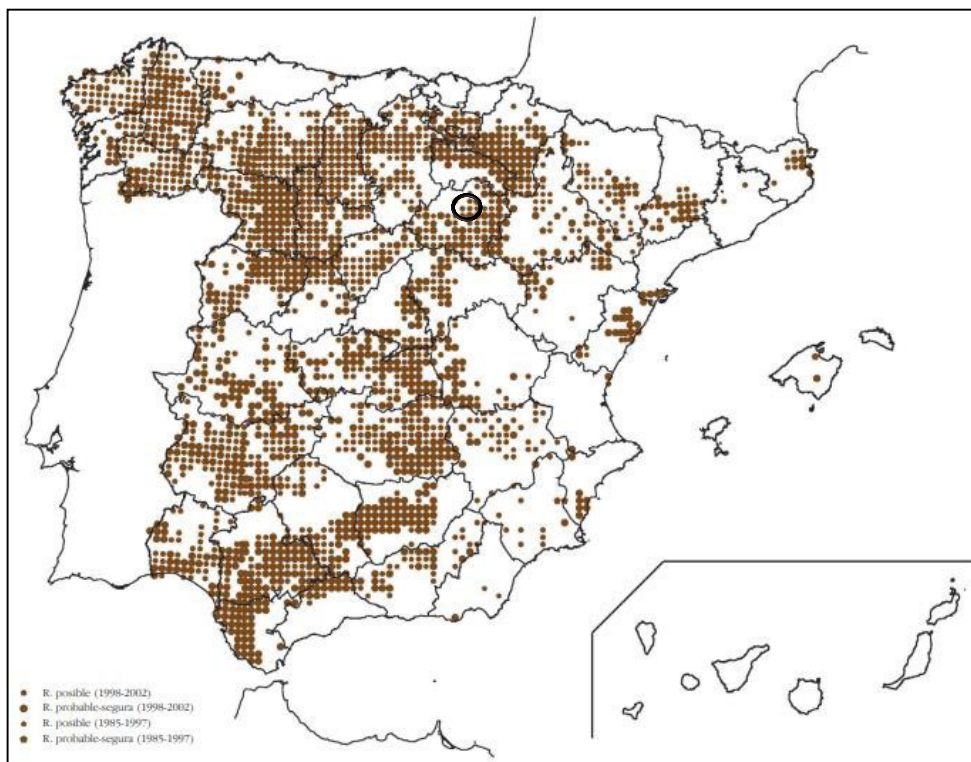 R. posible (1998-2002)
R. probable-segura (1998-2002)
R. posible (1985-1997)
R. probable-segura (1985-1997)